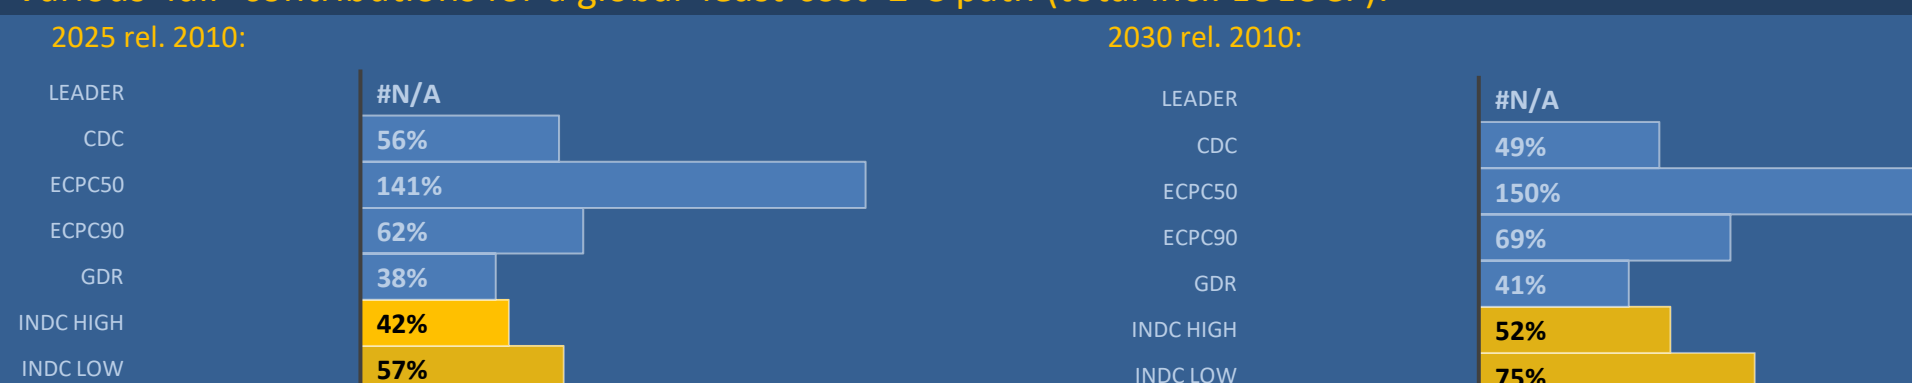 2025 rel. 2010:
LEADER #N/A
CDC 56%
ECPC50 141%
ECPC90 62%
GDR 38%
INDC HIGH 42%
INDC LOW 57%
2030 rel. 2010:
LEADER #N/A
CDC 49%
ECPC50 150%
ECPC90 69%
GDR 41%
INDC HIGH 52%
INDC LOW 75%